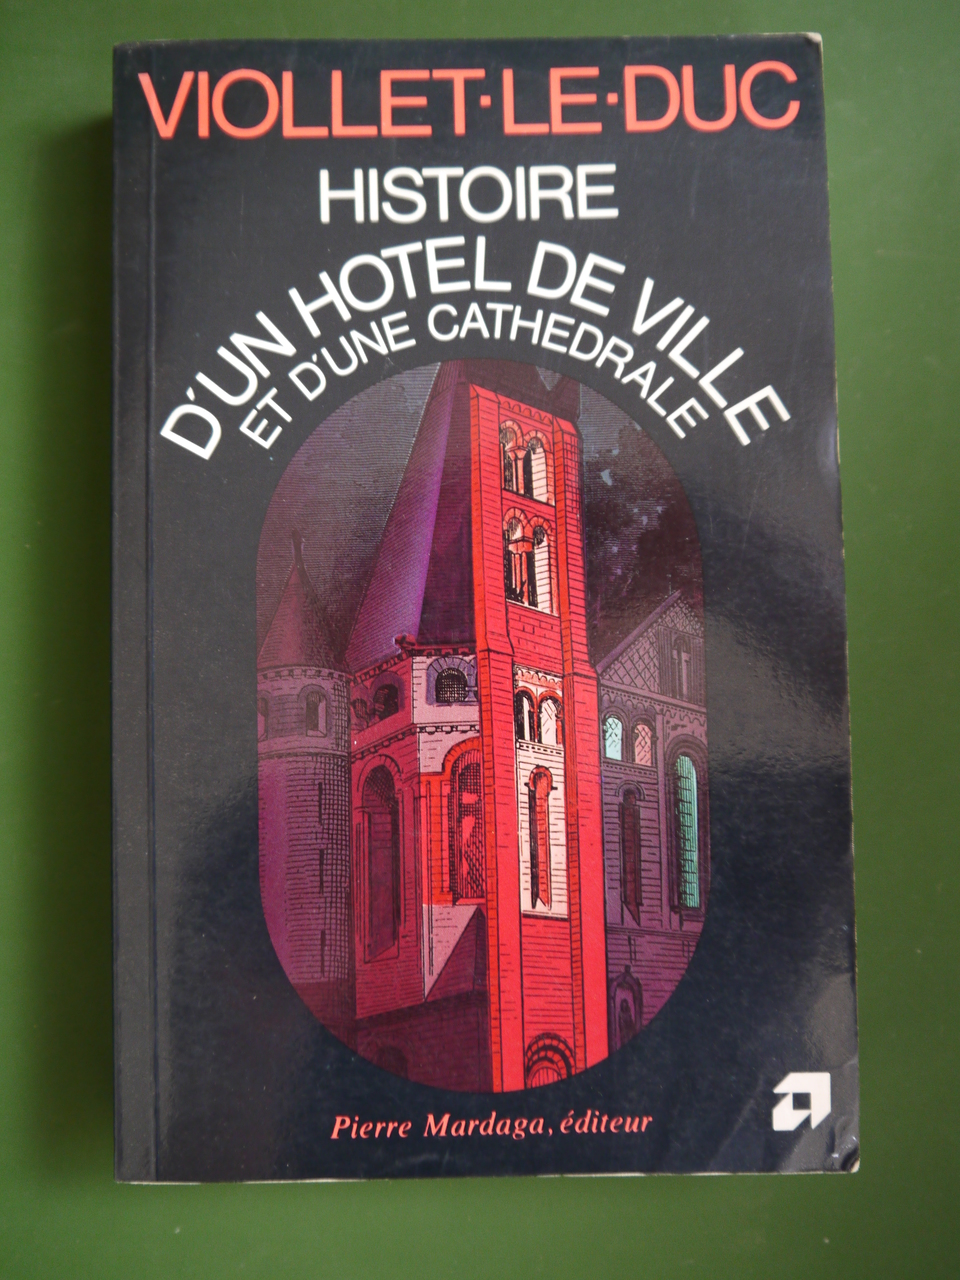 VIOLLET·LE·DUC
HISTOIRE
D'UN HOTEL DE VILLE
ET D'UNE CATHEDRALE
Pierre Mardaga, éditeur